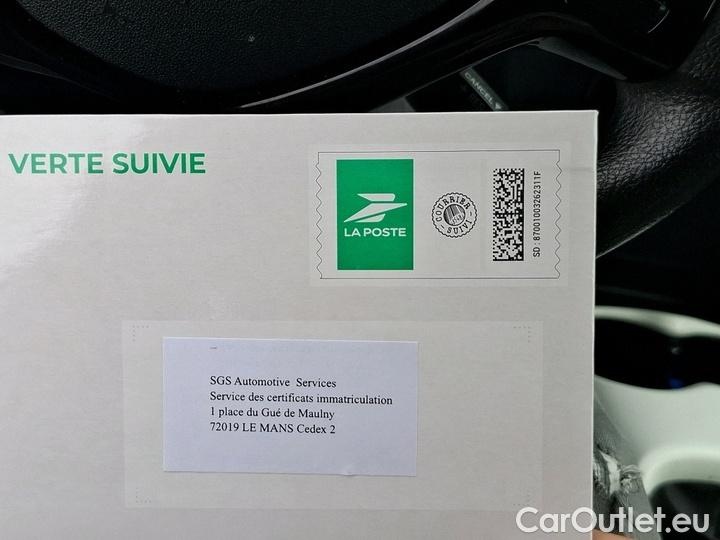 CANCEL
VERTE SUIVIE
LA POSTE
COURRIER SUIVI
SD : 87001003262311F
SGS Automotive Services
Service des certificats immatriculation
1 place du Gué de Maulny
72019 LE MANS Cedex 2
CarOutlet.eu